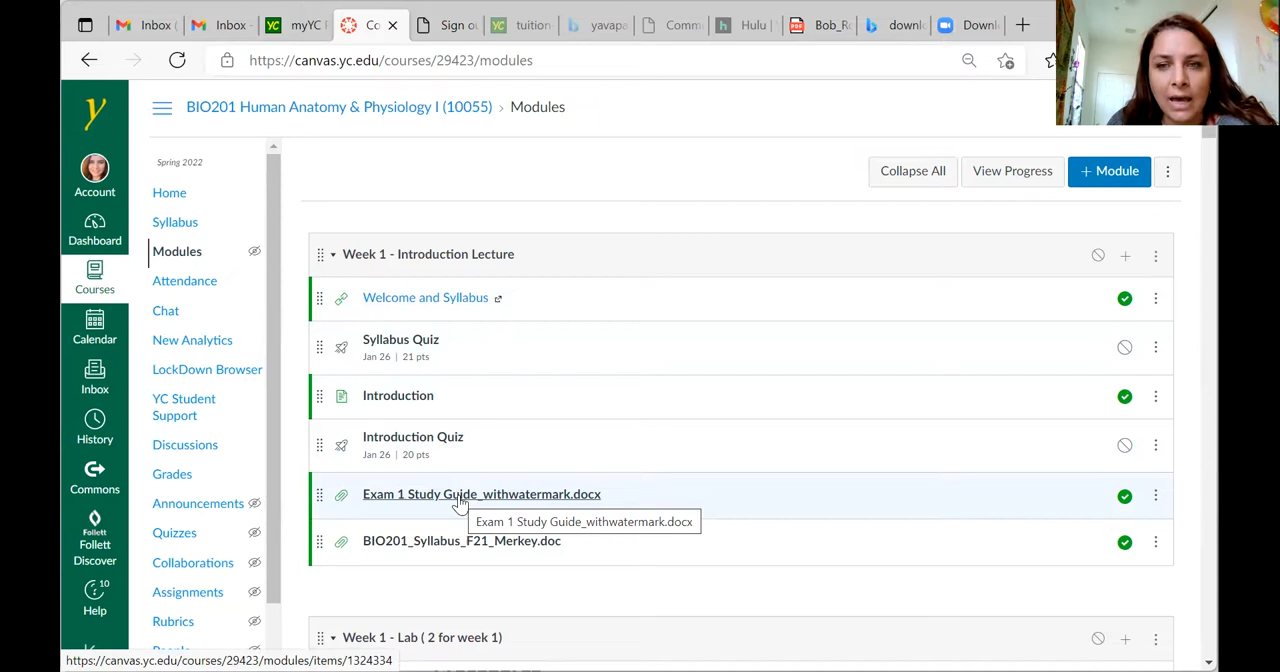 Inbox (
Inbox -
myYC
Co
Sign o
tuition
yavapa
Comm
Hulu |
Bob_R
downl
Downl
https://canvas.yc.edu/courses/29423/modules
y
BIO201 Human Anatomy & Physiology I (10055) › Modules
Account
Dashboard
Courses
Calendar
Inbox
History
Commons
Follett
Follett
Discover
10
Help
Spring 2022
Home
Syllabus
Modules
Attendance
Chat
New Analytics
LockDown Browser
YC Student
Support
Discussions
Grades
Announcements
Quizzes
Collaborations
Assignments
Rubrics
Collapse All
View Progress
+ Module
Week 1 - Introduction Lecture
Welcome and Syllabus
Syllabus Quiz
Jan 26 | 21 pts
Introduction
Introduction Quiz
Jan 26 | 20 pts
Exam 1 Study Guide_withwatermark.docx
Exam 1 Study Guide_withwatermark.docx
BIO201_Syllabus_F21_Merkey.doc
Week 1 - Lab ( 2 for week 1)
https://canvas.yc.edu/courses/29423/modules/items/1324334